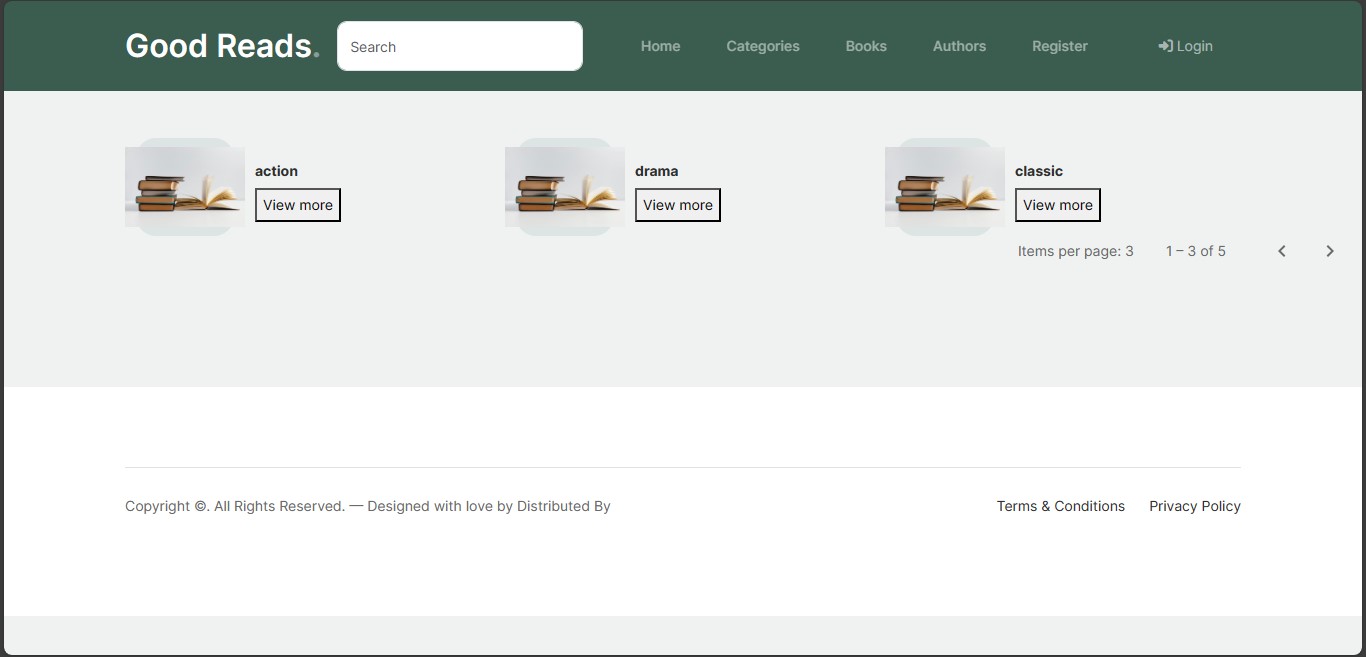 Good Reads.
Search
Home
Categories
Books
Authors
Register
Login
action
View more
drama
View more
classic
View more
Items per page: 3
1 – 3 of 5
Copyright ©. All Rights Reserved. — Designed with love by Distributed By
Terms & Conditions
Privacy Policy